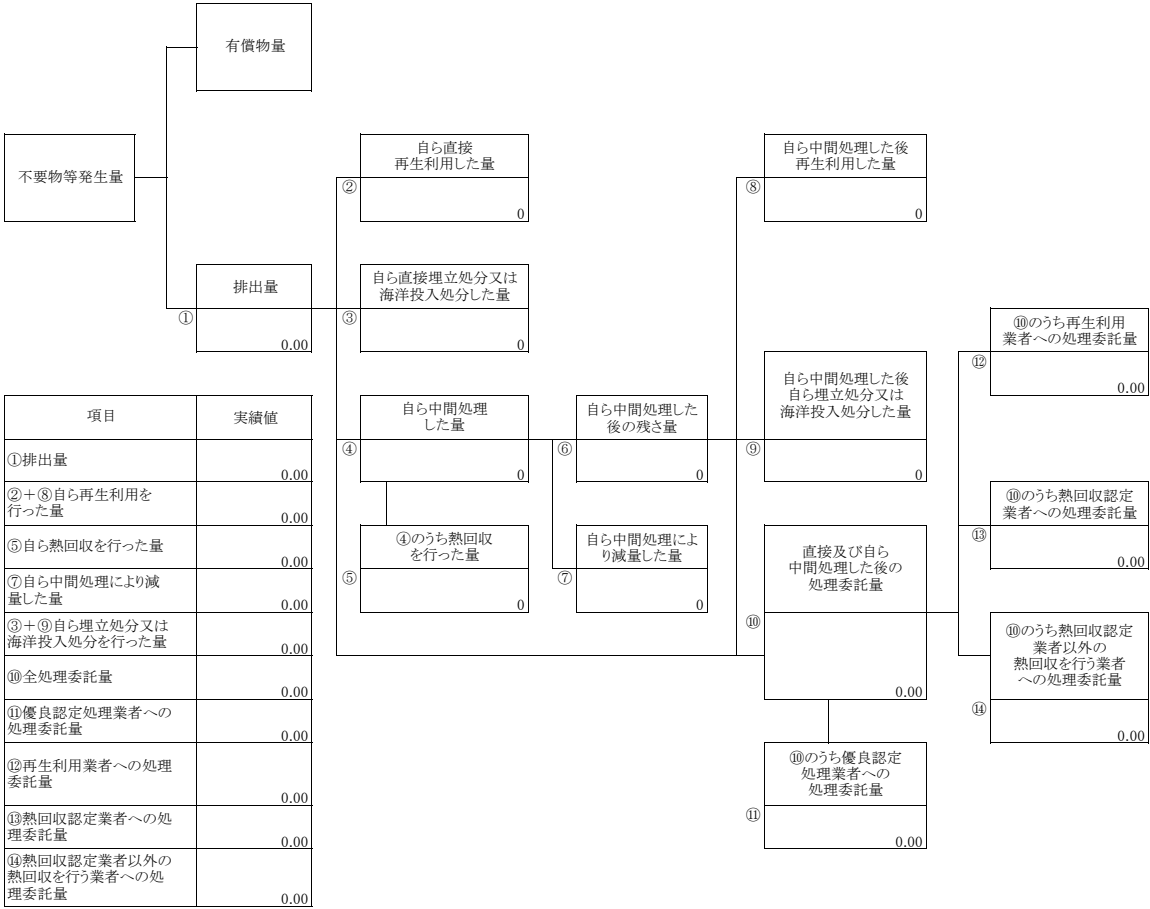 有償物量
不要物等発生量
自ら直接
再生利用した量
②
0
自ら中間処理した後
再生利用した量
⑧
0
排出量
①
0.00
自ら直接埋立処分又は
海洋投入処分した量
③
0
⑩のうち再生利用
業者への処理委託量
⑫
0.00
自ら中間処理
した量
④
0
自ら中間処理した
後の残さ量
⑥
0
自ら中間処理した後
自ら埋立処分又は
海洋投入処分した量
⑨
0
④のうち熱回収
を行った量
⑤
0
自ら中間処理によ
り減量した量
⑦
0
直接及び自ら
中間処理した後の
処理委託量
⑩
0.00
⑩のうち熱回収認定
業者への処理委託量
⑬
0.00
⑩のうち熱回収認定
業者以外の
熱回収を行う業者
への処理委託量
⑭
0.00
⑩のうち優良認定
処理業者への
処理委託量
⑪
0.00
項目 実績値
①排出量
0.00
②＋⑧自ら再生利用を
行った量
0.00
⑤自ら熱回収を行った量
0.00
⑦自ら中間処理により減
量した量
0.00
③＋⑨自ら埋立処分又は
海洋投入処分を行った量
0.00
⑩全処理委託量
0.00
⑪優良認定処理業者への
処理委託量
0.00
⑫再生利用業者への処理
委託量
0.00
⑬熱回収認定業者への処
理委託量
0.00
⑭熱回収認定業者以外の
熱回収を行う業者への処
理委託量
0.00